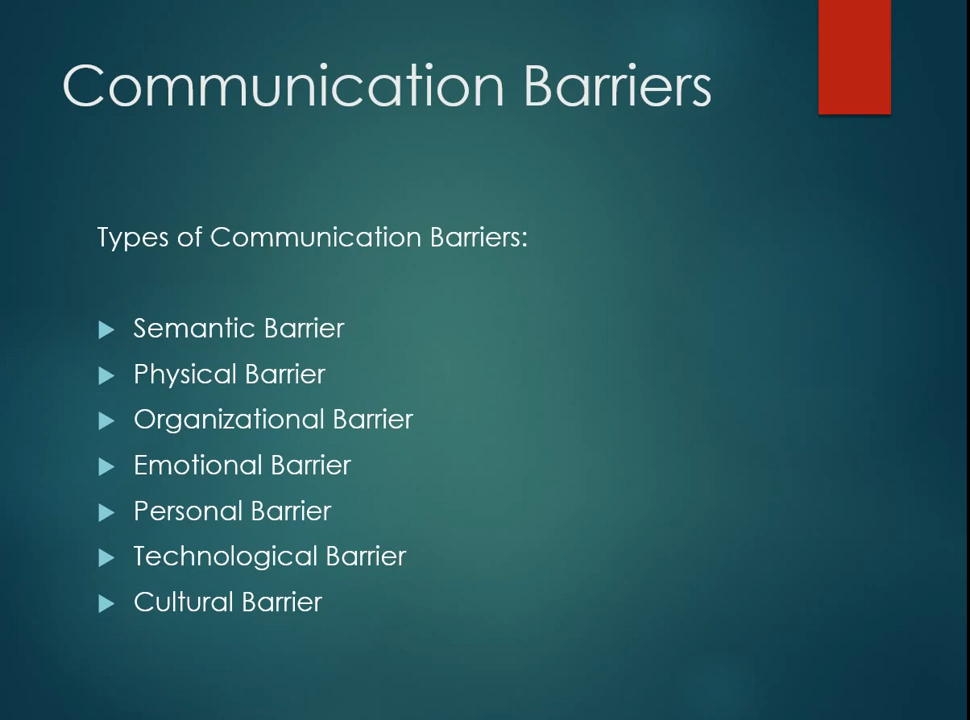 Communication Barriers
Types of Communication Barriers:
Semantic Barrier
Physical Barrier
Organizational Barrier
Emotional Barrier
Personal Barrier
Technological Barrier
Cultural Barrier